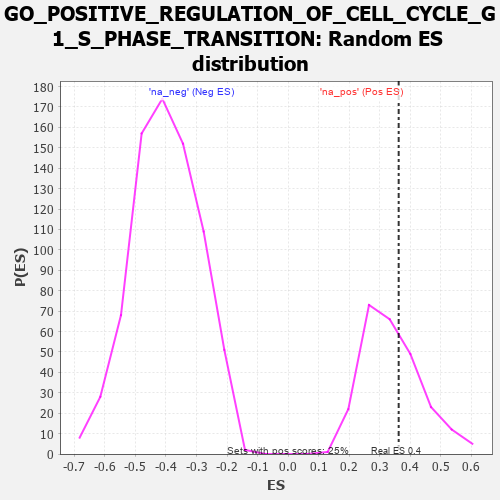 GO_POSITIVE_REGULATION_OF_CELL_CYCLE_G
1_S_PHASE_TRANSITION: Random ES
distribution
'na_neg' (Neg ES)
'na_pos' (Pos ES)
180
170
160
150
140
130
120
110
100
90
80
70
60
50
40
30
20
10
0
P(ES)
Sets with pos scores: 25%
Real ES 0.4
-0.7 -0.6 -0.5 -0.4 -0.3 -0.2 -0.1 0.0 0.1 0.2 0.3 0.4 0.5 0.6
ES